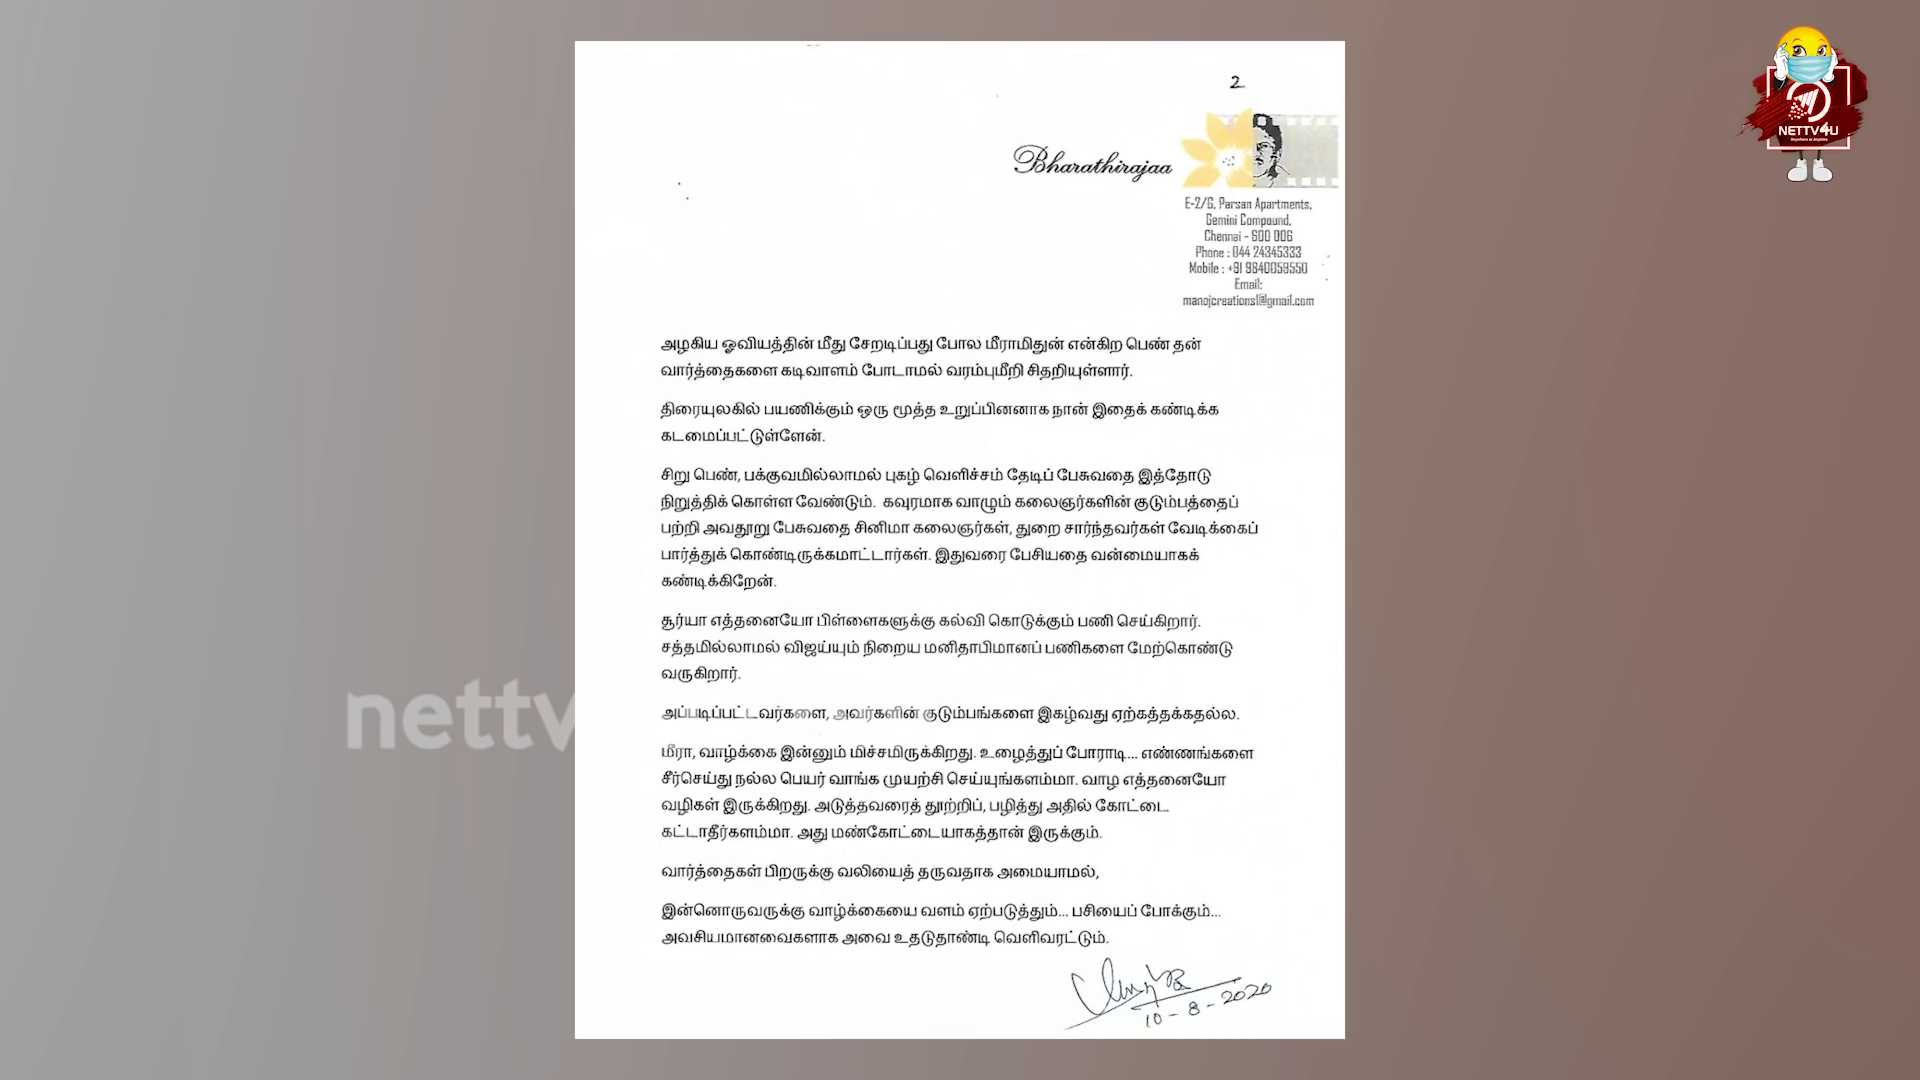 2
Bharathirajaa
E-2/G, Parsan Apartments,
Gemini Compound,
Chennai - 600 006
Phone : 044 24345333
Mobile : +91 9840059550
Email:
manojcreations1@gmail.com
NETTV4U
Anywhere at Anytime
அழகிய ஓவியத்தின் மீது சேறடிப்பது போல மீராமிதுன் என்கிற பெண் தன்
வார்த்தைகளை கடிவாளம் போடாமல் வரம்புமீறி சிதறியுள்ளார்.
திரையுலகில் பயணிக்கும் ஒரு மூத்த உறுப்பினனாக நான் இதைக் கண்டிக்க
கடமைப்பட்டுள்ளேன்.
சிறு பெண், பக்குவமில்லாமல் புகழ் வெளிச்சம் தேடிப் பேசுவதை இத்தோடு
நிறுத்திக் கொள்ள வேண்டும். கவுரமாக வாழும் கலைஞர்களின் குடும்பத்தைப்
பற்றி அவதூறு பேசுவதை சினிமா கலைஞர்கள், துறை சார்ந்தவர்கள் வேடிக்கைப்
பார்த்துக் கொண்டிருக்கமாட்டார்கள். இதுவரை பேசியதை வன்மையாகக்
கண்டிக்கிறேன்.
சூர்யா எத்தனையோ பிள்ளைகளுக்கு கல்வி கொடுக்கும் பணி செய்கிறார்.
சத்தமில்லாமல் விஜய்யும் நிறைய மனிதாபிமானப் பணிகளை மேற்கொண்டு
வருகிறார்.
nettv
அப்படிப்பட்டவர்களை, அவர்களின் குடும்பங்களை இகழ்வது ஏற்கத்தக்கதல்ல.
மீரா, வாழ்க்கை இன்னும் மிச்சமிருக்கிறது. உழைத்துப் போராடி... எண்ணங்களை
சீர்செய்து நல்ல பெயர் வாங்க முயற்சி செய்யுங்களம்மா. வாழ எத்தனையோ
வழிகள் இருக்கிறது. அடுத்தவரைத் தூற்றிப், பழித்து அதில் கோட்டை
கட்டாதீர்களம்மா. அது மண்கோட்டையாகத்தான் இருக்கும்.
வார்த்தைகள் பிறருக்கு வலியைத் தருவதாக அமையாமல்,
இன்னொருவருக்கு வாழ்க்கையை வளம் ஏற்படுத்தும்... பசியைப் போக்கும்...
அவசியமானவைகளாக அவை உதடுதாண்டி வெளிவரட்டும்.
10-8-2020